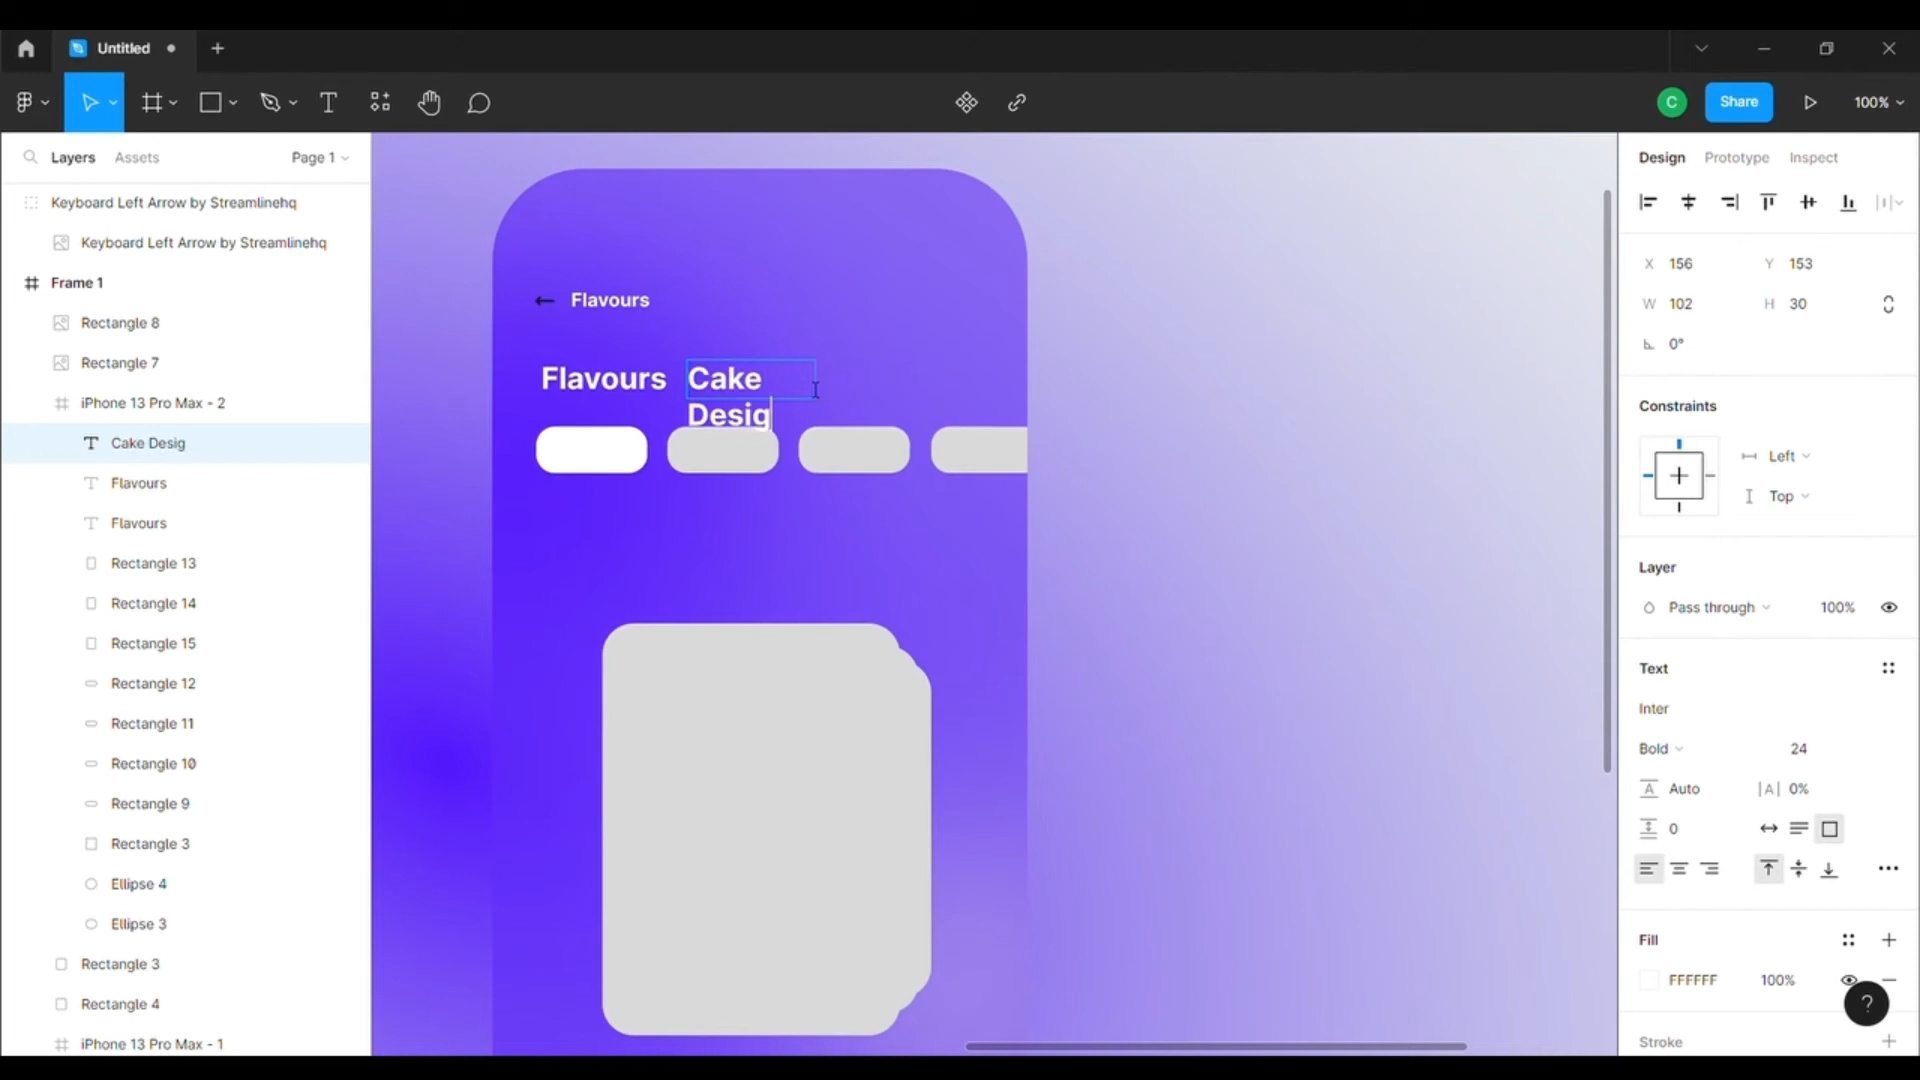 Untitled
C
Share
100%
Layers
Assets
Page 1
Keyboard Left Arrow by Streamlinehq
Keyboard Left Arrow by Streamlinehq
Frame 1
Rectangle 8
Rectangle 7
iPhone 13 Pro Max - 2
Cake Desig
Flavours
Flavours
Rectangle 13
Rectangle 14
Rectangle 15
Rectangle 12
Rectangle 11
Rectangle 10
Rectangle 9
Rectangle 3
Ellipse 4
Ellipse 3
Rectangle 3
Rectangle 4
iPhone 13 Pro Max - 1
Flavours
Flavours
Cake
Desig
Design
Prototype
Inspect
X 156
Y 153
W 102
H 30
0°
Constraints
Left
Top
Layer
Pass through
100%
Text
Inter
Bold
24
A Auto
|A| 0%
0
Fill
FFFFFF
100%
?
Stroke